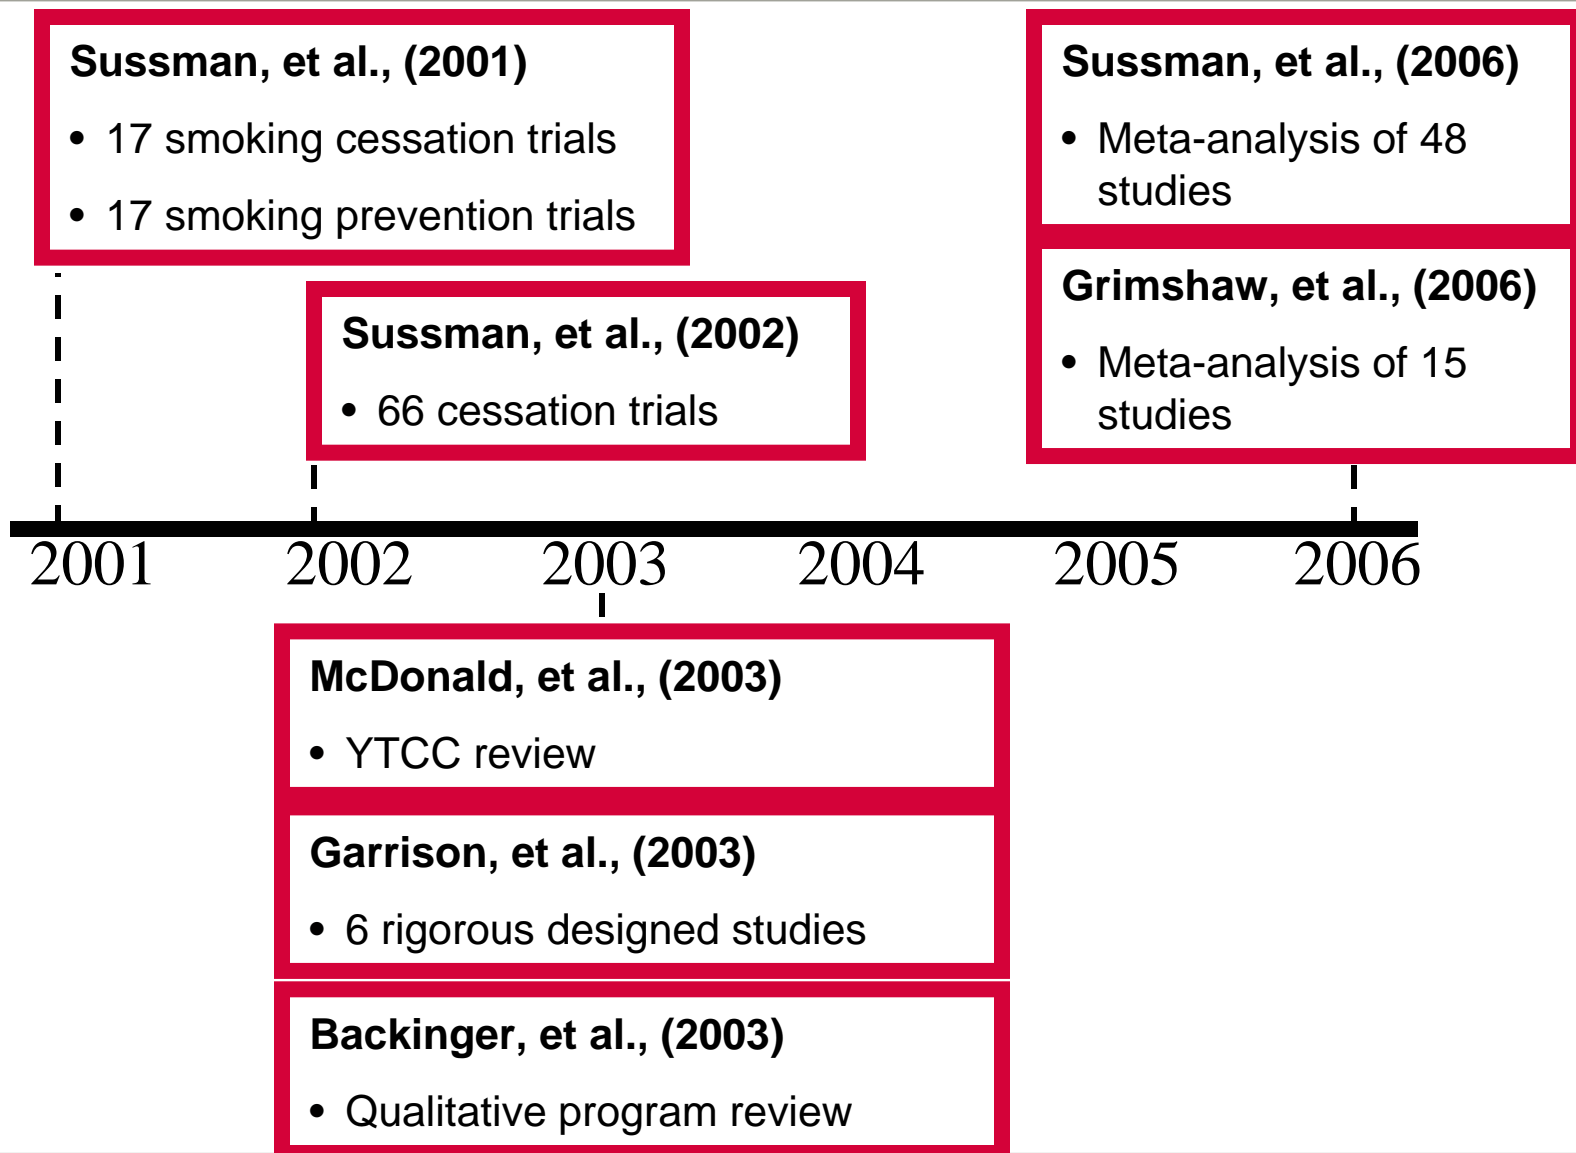 Sussman, et al., (2001)
• 17 smoking cessation trials
• 17 smoking prevention trials
Sussman, et al., (2002)
• 66 cessation trials
Sussman, et al., (2006)
• Meta-analysis of 48
studies
Grimshaw, et al., (2006)
• Meta-analysis of 15
studies
2001 2002 2003 2004 2005 2006
McDonald, et al., (2003)
• YTCC review
Garrison, et al., (2003)
• 6 rigorous designed studies
Backinger, et al., (2003)
• Qualitative program review